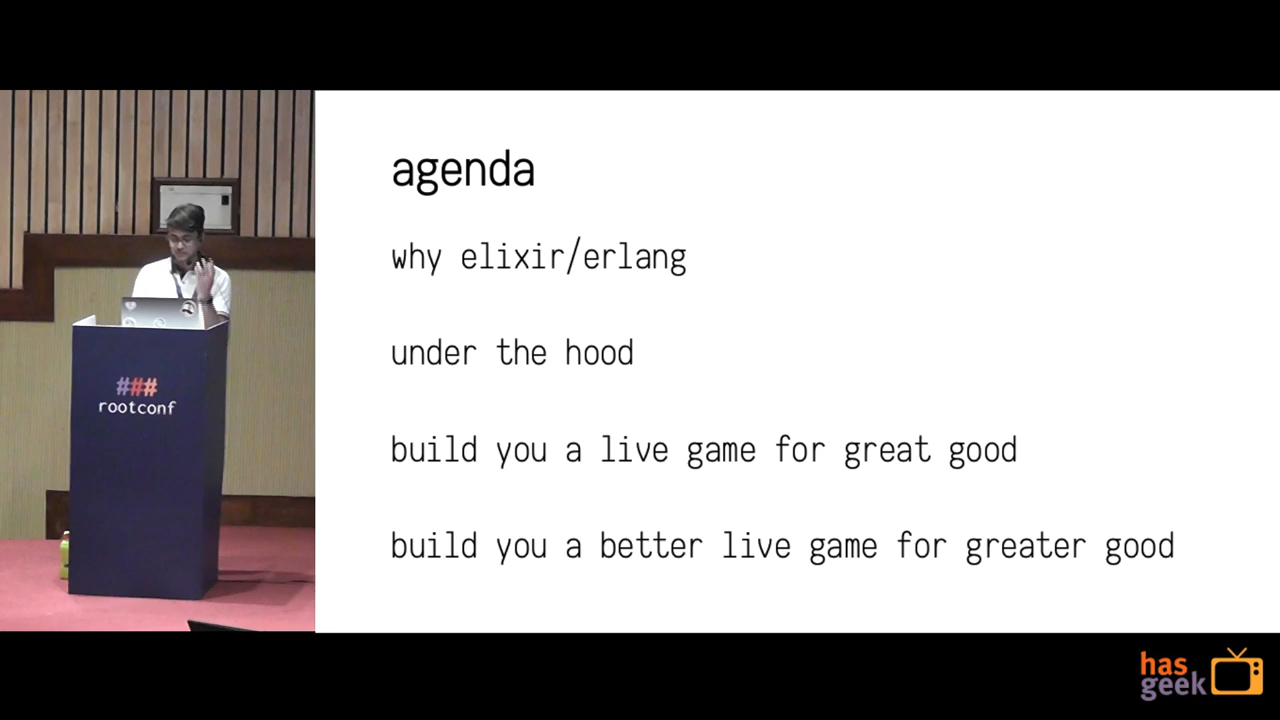 agenda
why elixir/erlang
under the hood
build you a live game for great good
build you a better live game for greater good
###
rootconf
has
geek